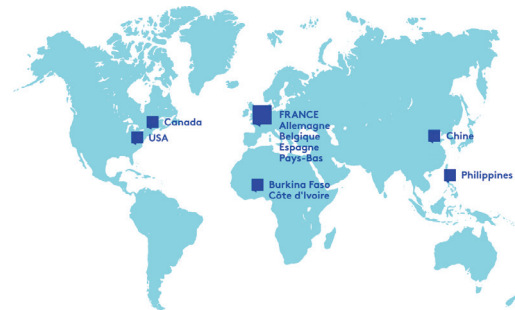 Canada
USA
FRANCE
Allemagne
Belgique
Espagne
Pays-Bas
Chine
Philippines
Burkina Faso
Côte d'Ivoire